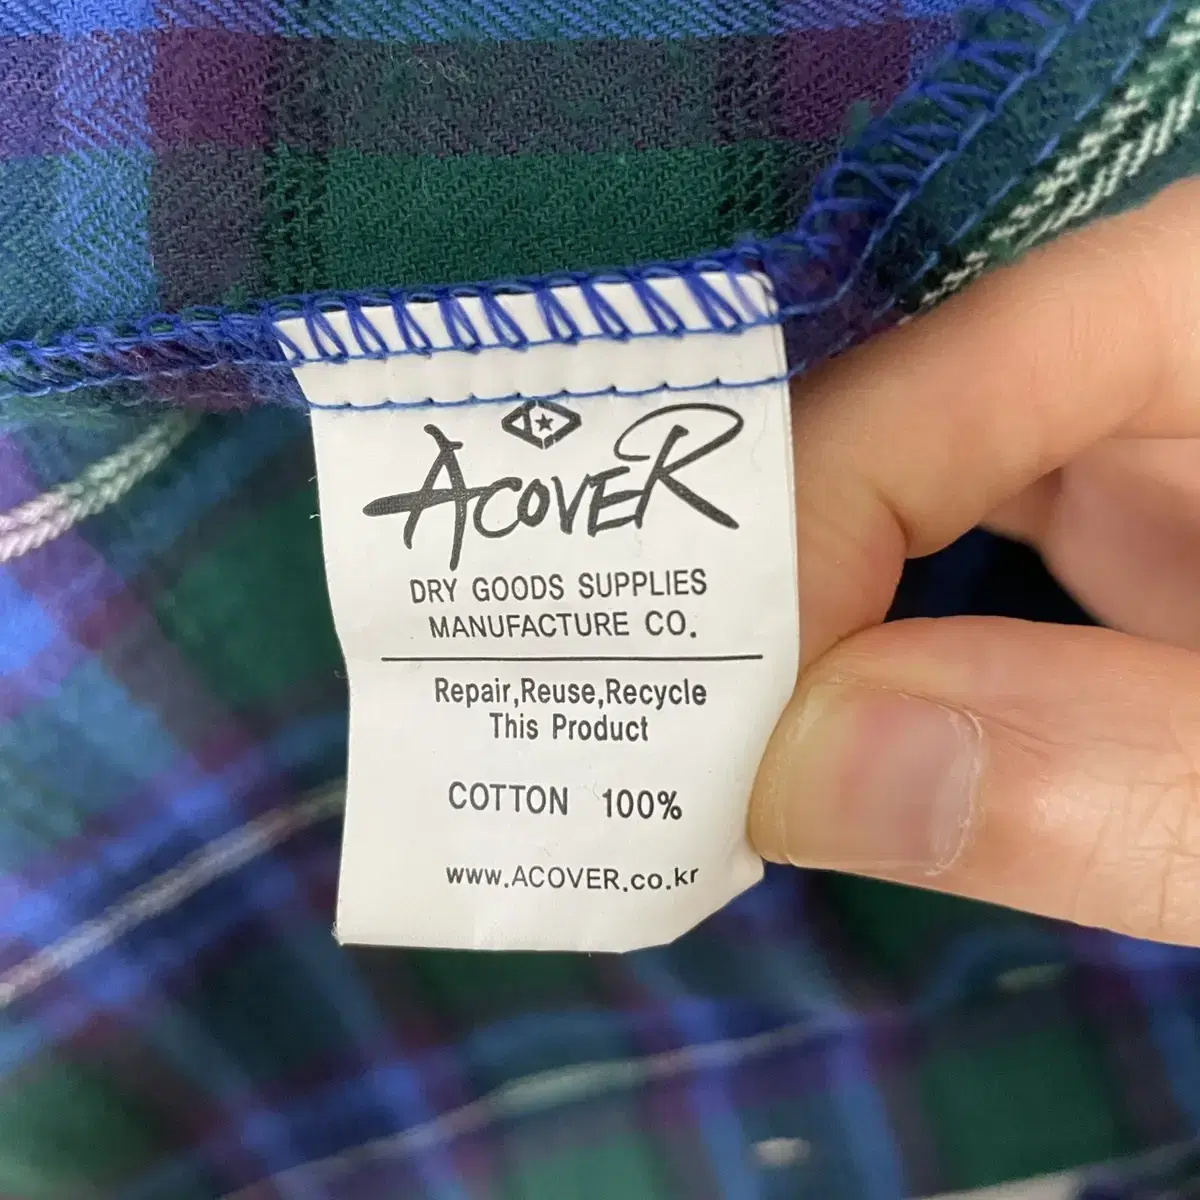 ACOVER
DRY GOODS SUPPLIES
MANUFACTURE CO.
Repair,Reuse,Recycle
This Product
COTTON 100%
www.ACOVER.co.kr